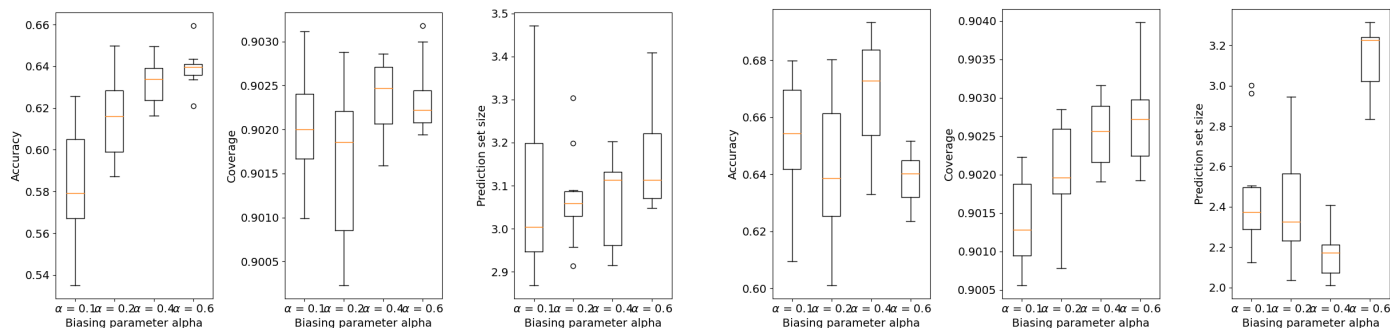 Accuracy
0.66
0.64
0.62
0.60
0.58
0.56
0.54
α = 0.1 α = 0.2 α = 0.4 α = 0.6
Biasing parameter alpha
Coverage
0.9030
0.9025
0.9020
0.9015
0.9010
0.9005
α = 0.1 α = 0.2 α = 0.4 α = 0.6
Biasing parameter alpha
Prediction set size
3.5
3.4
3.3
3.2
3.1
3.0
2.9
α = 0.1 α = 0.2 α = 0.4 α = 0.6
Biasing parameter alpha
Accuracy
0.68
0.66
0.64
0.62
0.60
α = 0.1 α = 0.2 α = 0.4 α = 0.6
Biasing parameter alpha
Coverage
0.9040
0.9035
0.9030
0.9025
0.9020
0.9015
0.9010
0.9005
α = 0.1 α = 0.2 α = 0.4 α = 0.6
Biasing parameter alpha
Prediction set size
3.2
3.0
2.8
2.6
2.4
2.2
2.0
α = 0.1 α = 0.2 α = 0.4 α = 0.6
Biasing parameter alpha